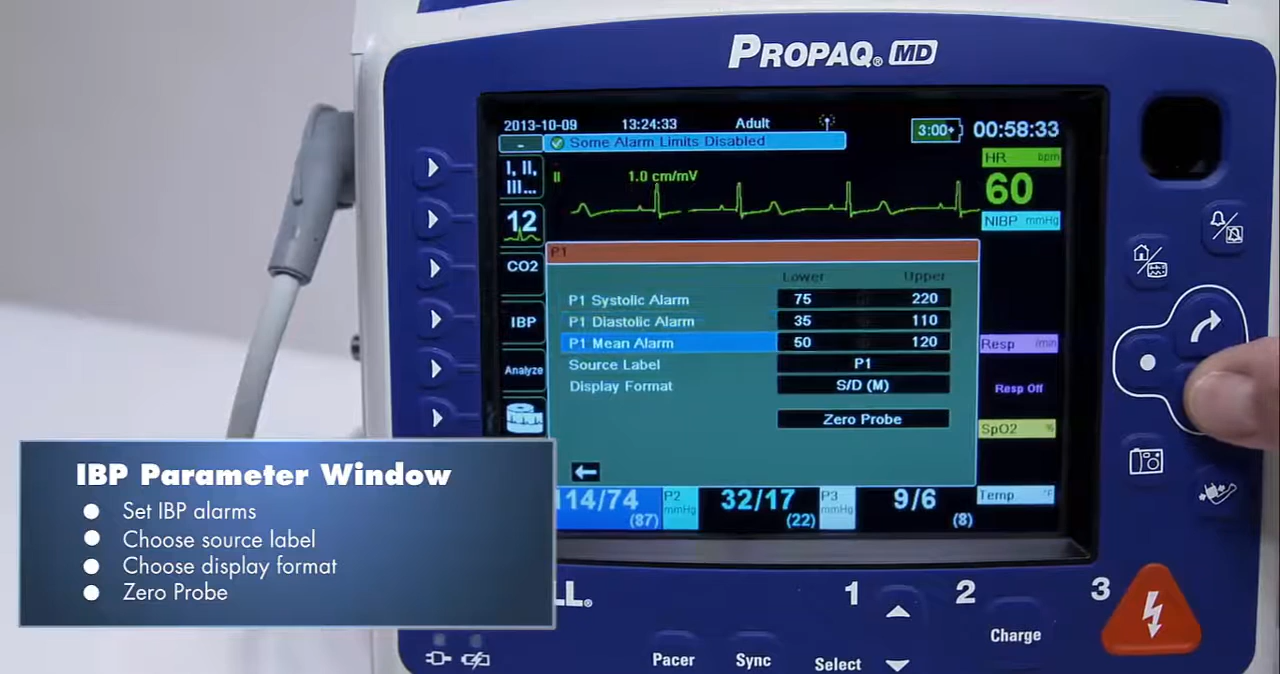 PROPAQ® MD
2013-10-09 13:24:33 Adult 3:00+ 00:58:33
- Some Alarm Limits Disabled
I, II, III...
II 1.0 cm/mV
HR bpm
60
12
NIBP mmHg
CO2
P1
Lower Upper
P1 Systolic Alarm 75 220
IBP
P1 Diastolic Alarm 35 110
P1 Mean Alarm 50 120
Resp /min
Source Label P1
Analyze
Display Format S/D (M)
Resp Off
Zero Probe
SpO2 %
114/74 (87)
P2 mmHg 32/17 (22)
P3 mmHg 9/6 (8)
Temp °F
IBP Parameter Window
● Set IBP alarms
● Choose source label
● Choose display format
● Zero Probe
LL®
1 2 3
Pacer Sync Select Charge